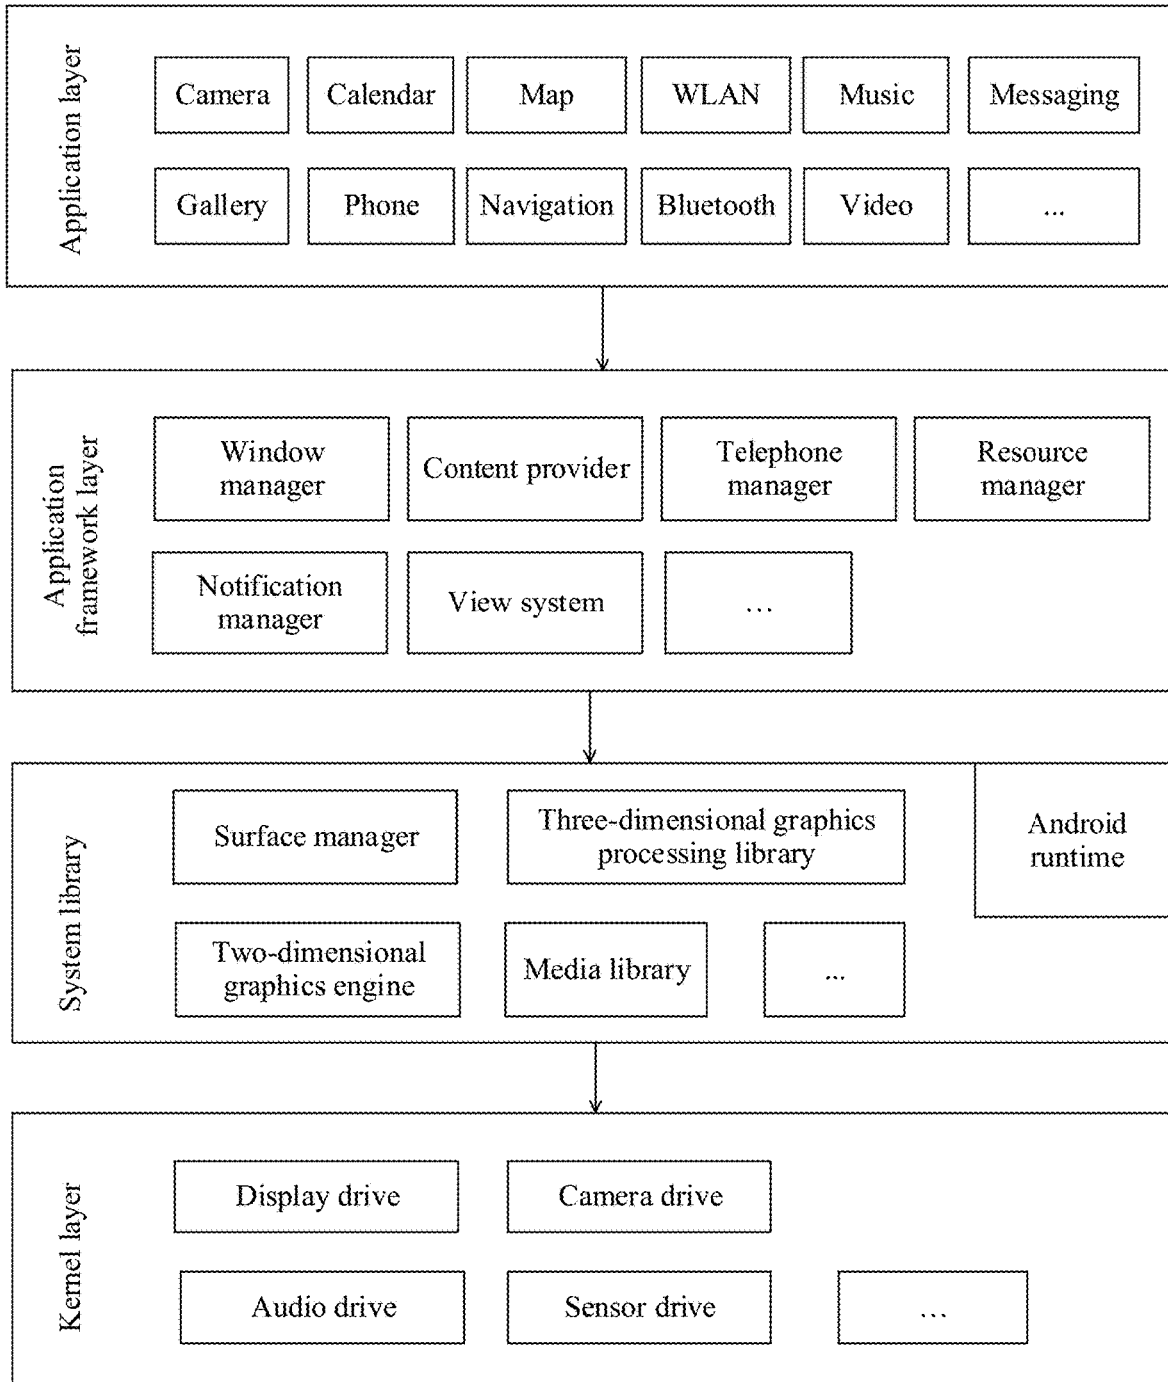 Application layer
Camera
Calendar
Map
WLAN
Music
Messaging
Gallery
Phone
Navigation
Bluetooth
Video
...
Application
framework layer
Window
manager
Content provider
Telephone
manager
Resource
manager
Notification
manager
View system
...
System library
Surface manager
Three-dimensional graphics
processing library
Android
runtime
Two-dimensional
graphics engine
Media library
...
Kernel layer
Display drive
Camera drive
Audio drive
Sensor drive
...